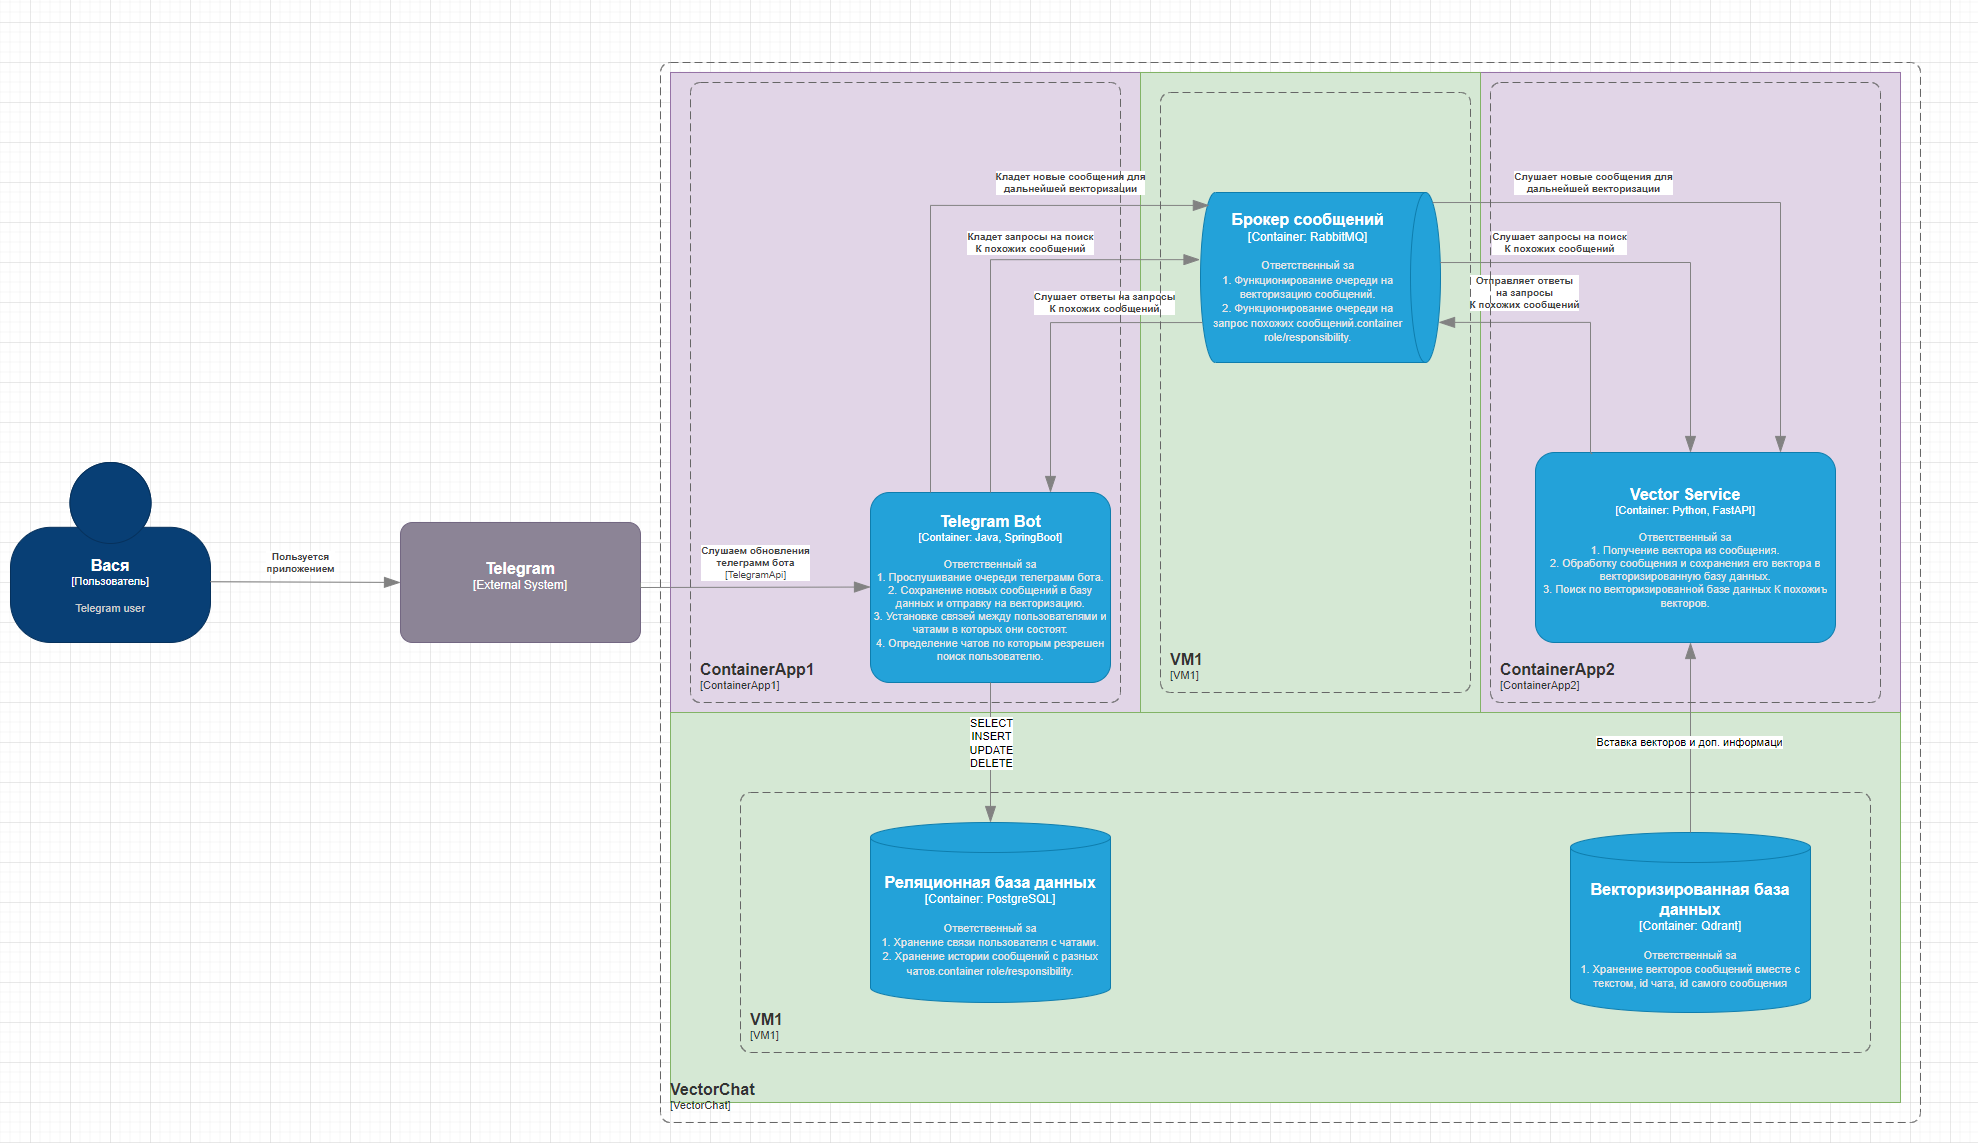 Вася
[Пользователь]
Telegram user
Пользуется
приложением
Telegram
[External System]
Слушаем обновления
телеграмм бота
[TelegramApi]
Кладет новые сообщения для
дальнейшей векторизации
Кладет запросы на поиск
К похожих сообщений
Слушает ответы на запросы
К похожих сообщений
Telegram Bot
[Container: Java, SpringBoot]
Ответственный за
1. Прослушивание очереди телеграмм бота.
2. Сохранение новых сообщений в базу
данных и отправку на векторизацию.
3. Установке связей между пользователями и
чатами в которых они состоят.
4. Определение чатов по которым резрешен
поиск пользователю.
ContainerApp1
[ContainerApp1]
Брокер сообщений
[Container: RabbitMQ]
Ответственный за
1. Функционирование очереди на
векторизацию сообщений.
2. Функционирование очереди на
запрос похожих сообщений.container
role/responsibility.
VM1
[VM1]
Слушает новые сообщения для
дальнейшей векторизации
Слушает запросы на поиск
К похожих сообщений
Отправляет ответы
на запросы
К похожих сообщений
Vector Service
[Container: Python, FastAPI]
Ответственный за
1. Получение вектора из сообщения.
2. Обработку сообщения и сохранения его вектора в
векторизированную базу данных.
3. Поиск по векторизированной базе данных К похожиъ
векторов.
ContainerApp2
[ContainerApp2]
SELECT
INSERT
UPDATE
DELETE
Вставка векторов и доп. информаци
Реляционная база данных
[Container: PostgreSQL]
Ответственный за
1. Хранение связи пользователя с чатами.
2. Хранение истории сообщений с разных
чатов.container role/responsibility.
Векторизированная база
данных
[Container: Qdrant]
Ответственный за
1. Хранение векторов сообщений вместе с
текстом, id чата, id самого сообщения
VM1
[VM1]
VectorChat
[VectorChat]